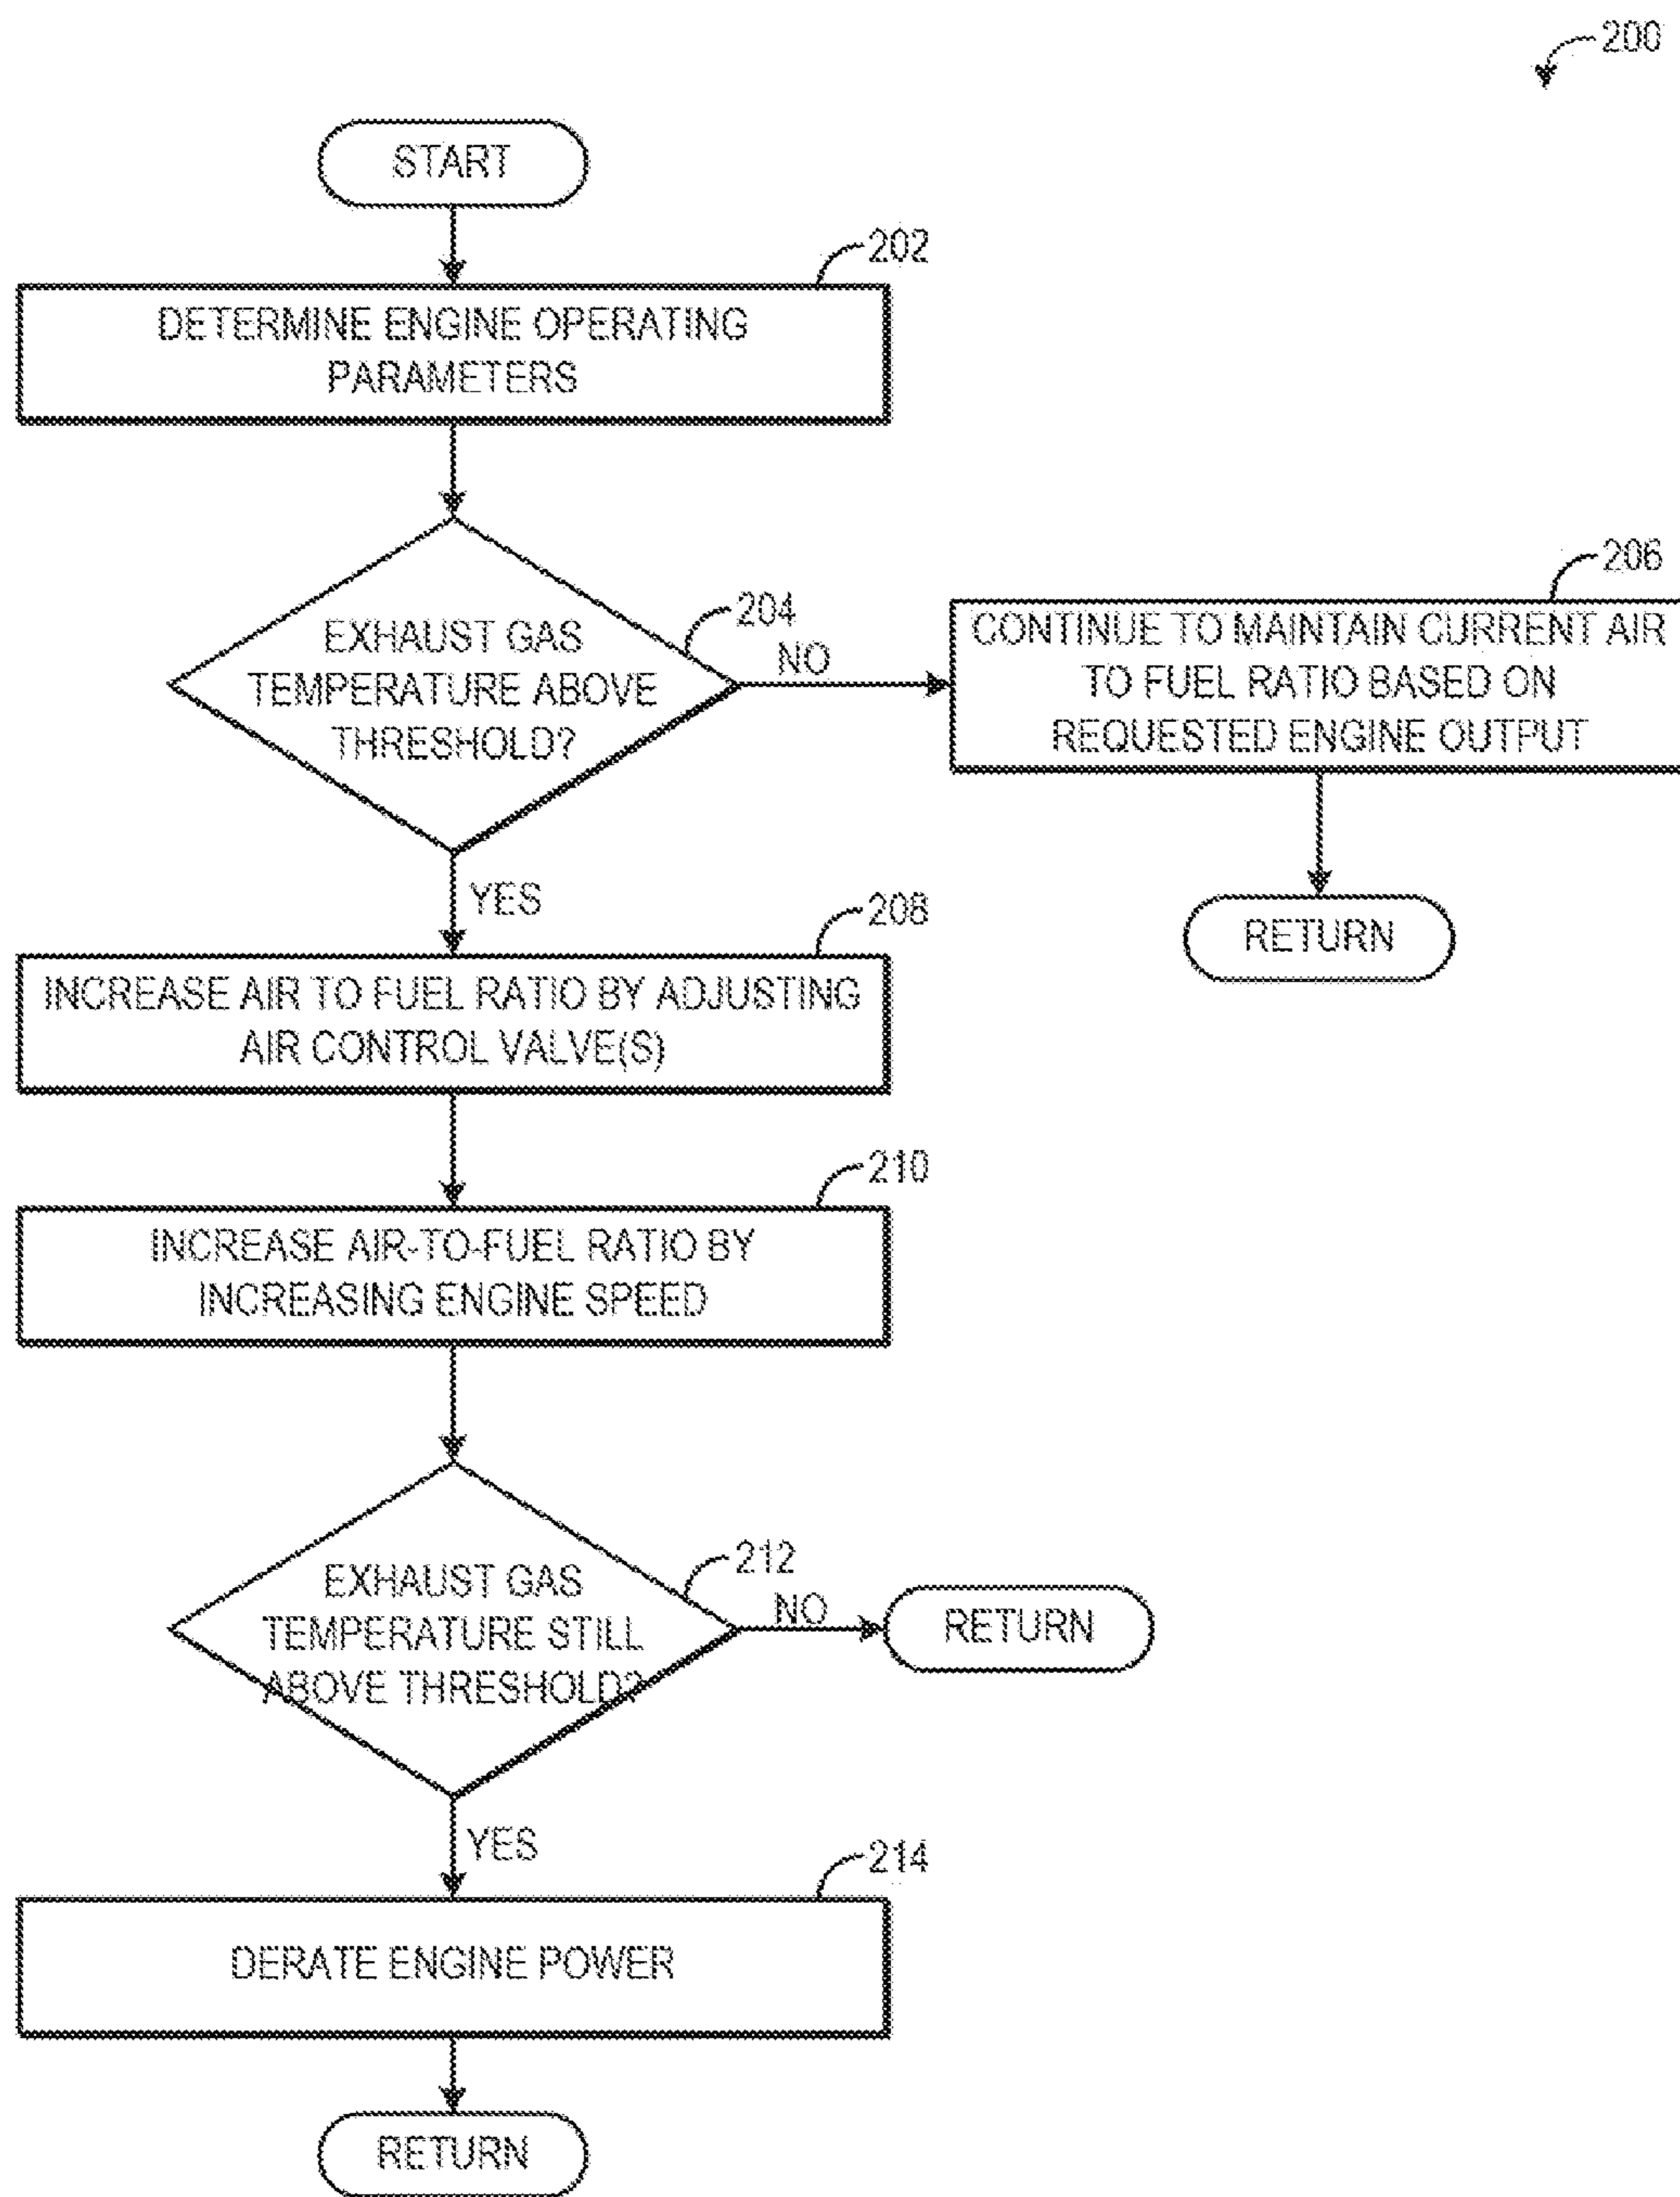 200
START
202
DETERMINE ENGINE OPERATING
PARAMETERS
204
EXHAUST GAS
TEMPERATURE ABOVE
THRESHOLD?
NO
206
CONTINUE TO MAINTAIN CURRENT AIR
TO FUEL RATIO BASED ON
REQUESTED ENGINE OUTPUT
RETURN
YES
208
INCREASE AIR TO FUEL RATIO BY ADJUSTING
AIR CONTROL VALVE(S)
210
INCREASE AIR-TO-FUEL RATIO BY
INCREASING ENGINE SPEED
212
EXHAUST GAS
TEMPERATURE STILL
ABOVE THRESHOLD?
NO
RETURN
YES
214
DERATE ENGINE POWER
RETURN